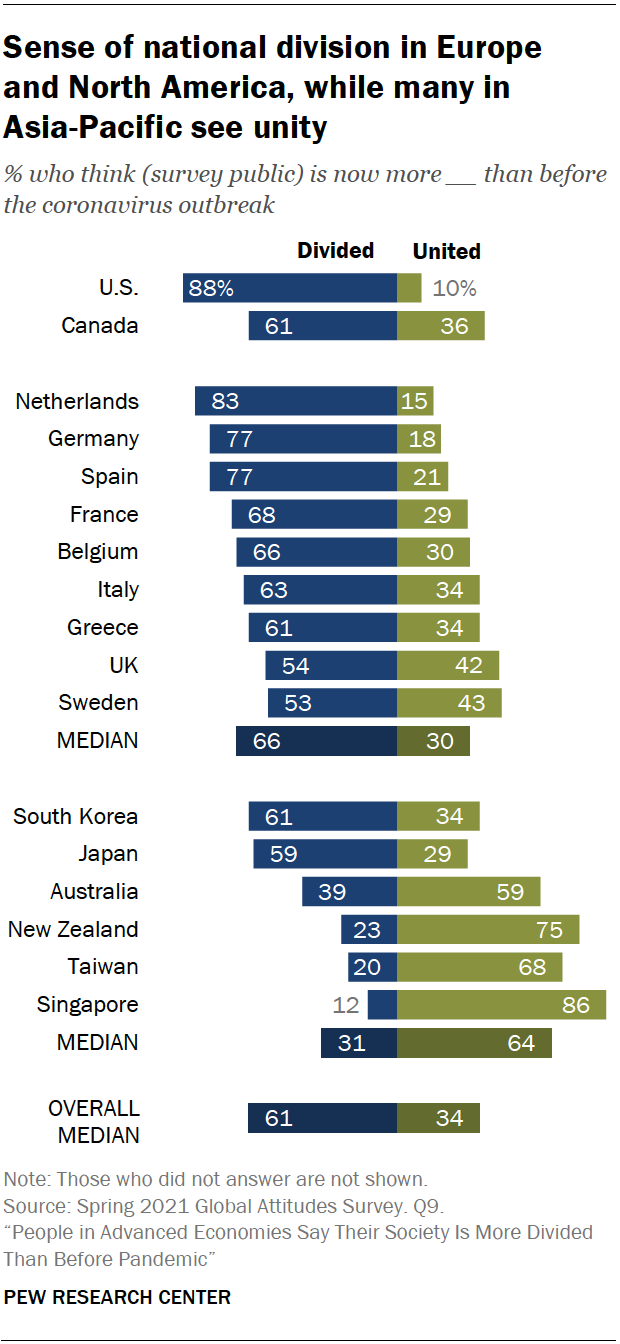 Sense of national division in Europe
and North America, while many in
Asia-Pacific see unity
% who think (survey public) is now more __ than before
the coronavirus outbreak
Divided United
U.S. 88% 10%
Canada 61 36
Netherlands 83 15
Germany 77 18
Spain 77 21
France 68 29
Belgium 66 30
Italy 63 34
Greece 61 34
UK 54 42
Sweden 53 43
MEDIAN 66 30
South Korea 61 34
Japan 59 29
Australia 39 59
New Zealand 23 75
Taiwan 20 68
Singapore 12 86
MEDIAN 31 64
OVERALL
MEDIAN 61 34
Note: Those who did not answer are not shown.
Source: Spring 2021 Global Attitudes Survey. Q9.
“People in Advanced Economies Say Their Society Is More Divided
Than Before Pandemic”
PEW RESEARCH CENTER